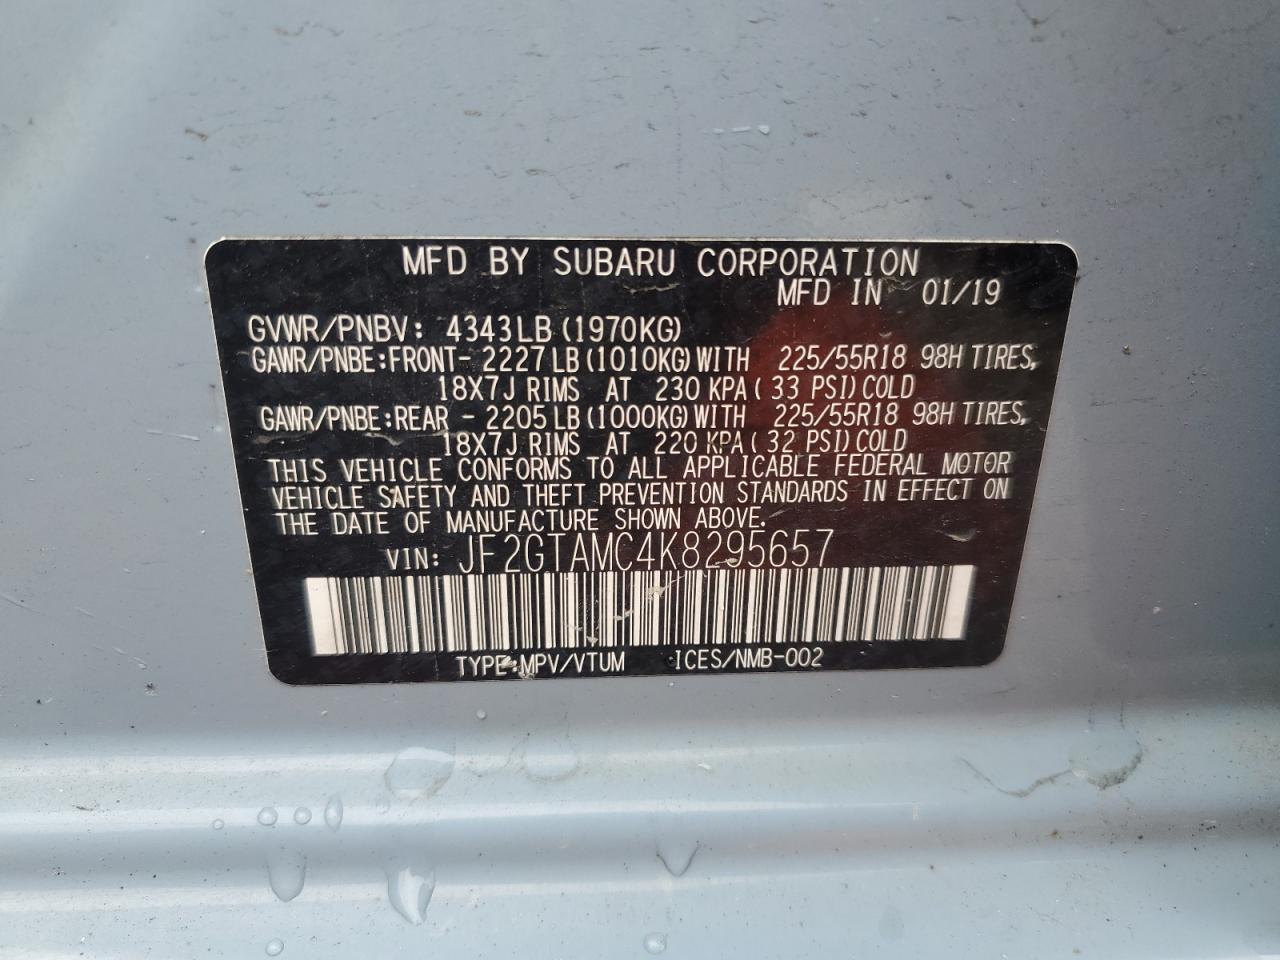 MFD BY SUBARU CORPORATION
MFD IN 01/19
GVWR/PNBV: 4343LB (1970KG)
GAWR/PNBE:FRONT- 2227LB (1010KG) WITH 225/55R18 98H TIRES,
18X7J RIMS AT 230 KPA ( 33 PSI) COLD
GAWR/PNBE:REAR - 2205LB (1000KG) WITH 225/55R18 98H TIRES,
18X7J RIMS AT 220 KPA ( 32 PSI) COLD
THIS VEHICLE CONFORMS TO ALL APPLICABLE FEDERAL MOTOR
VEHICLE SAFETY AND THEFT PREVENTION STANDARDS IN EFFECT ON
THE DATE OF MANUFACTURE SHOWN ABOVE.
VIN: JF2GTAMC4K8295657
TYPE:MPV/VTUM ICES/NMB-002